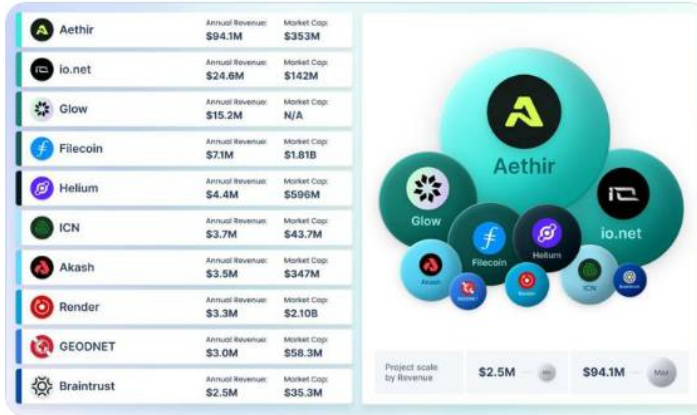 Aethir
Annual Revenue: Market Cap:
$94.1M $353M
io.net
Annual Revenue: Market Cap:
$24.6M $142M
Glow
Annual Revenue: Market Cap:
$15.2M N/A
Filecoin
Annual Revenue: Market Cap:
$7.1M $1.81B
Helium
Annual Revenue: Market Cap:
$4.4M $596M
ICN
Annual Revenue: Market Cap:
$3.7M $43.7M
Akash
Annual Revenue: Market Cap:
$3.5M $347M
Render
Annual Revenue: Market Cap:
$3.3M $2.10B
GEODNET
Annual Revenue: Market Cap:
$3.0M $58.3M
Braintrust
Annual Revenue: Market Cap:
$2.5M $35.3M
Aethir
Glow
io.net
Filecoin
Helium
Akash
GEODNET
Render
ICN
Braintrust
Project scale
by Revenue
$2.5M Min
$94.1M Max